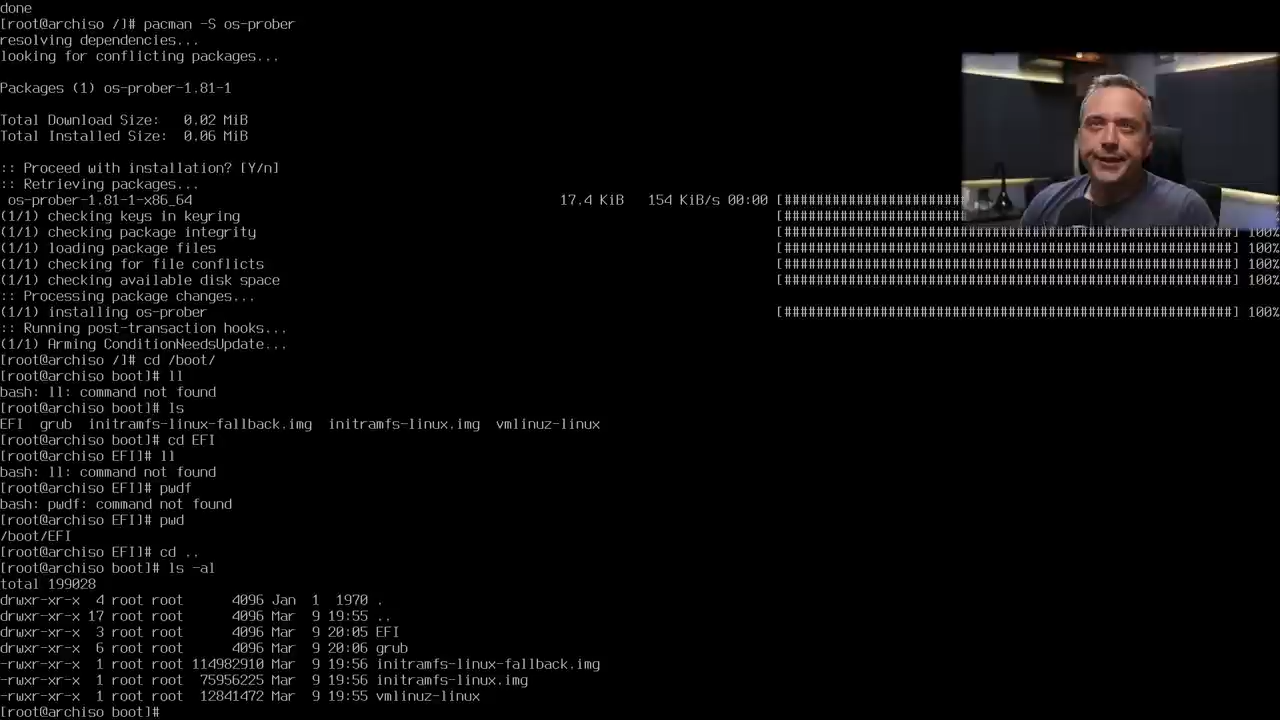 done
[root@archiso /]# pacman -S os-prober
resolving dependencies...
looking for conflicting packages...
Packages (1) os-prober-1.81-1
Total Download Size:   0.02 MiB
Total Installed Size:  0.06 MiB
:: Proceed with installation? [Y/n]
:: Retrieving packages...
 os-prober-1.81-1-x86_64 17.4 KiB   154 KiB/s 00:00 [######################
(1/1) checking keys in keyring [######################
(1/1) checking package integrity [##########################################################] 100%
(1/1) loading package files [##########################################################] 100%
(1/1) checking for file conflicts [##########################################################] 100%
(1/1) checking available disk space [##########################################################] 100%
:: Processing package changes...
(1/1) installing os-prober [##########################################################] 100%
:: Running post-transaction hooks...
(1/1) Arming ConditionNeedsUpdate...
[root@archiso /]# cd /boot/
[root@archiso boot]# ll
bash: ll: command not found
[root@archiso boot]# ls
EFI  grub  initramfs-linux-fallback.img  initramfs-linux.img  vmlinuz-linux
[root@archiso boot]# cd EFI
[root@archiso EFI]# ll
bash: ll: command not found
[root@archiso EFI]# pwdf
bash: pwdf: command not found
[root@archiso EFI]# pwd
/boot/EFI
[root@archiso EFI]# cd ..
[root@archiso boot]# ls -al
total 199028
drwxr-xr-x  4 root root      4096 Jan  1  1970 .
drwxr-xr-x 17 root root      4096 Mar  9 19:55 ..
drwxr-xr-x  3 root root      4096 Mar  9 20:05 EFI
drwxr-xr-x  6 root root      4096 Mar  9 20:06 grub
-rwxr-xr-x  1 root root 114982910 Mar  9 19:56 initramfs-linux-fallback.img
-rwxr-xr-x  1 root root  75956225 Mar  9 19:56 initramfs-linux.img
-rwxr-xr-x  1 root root  12841472 Mar  9 19:55 vmlinuz-linux
[root@archiso boot]#